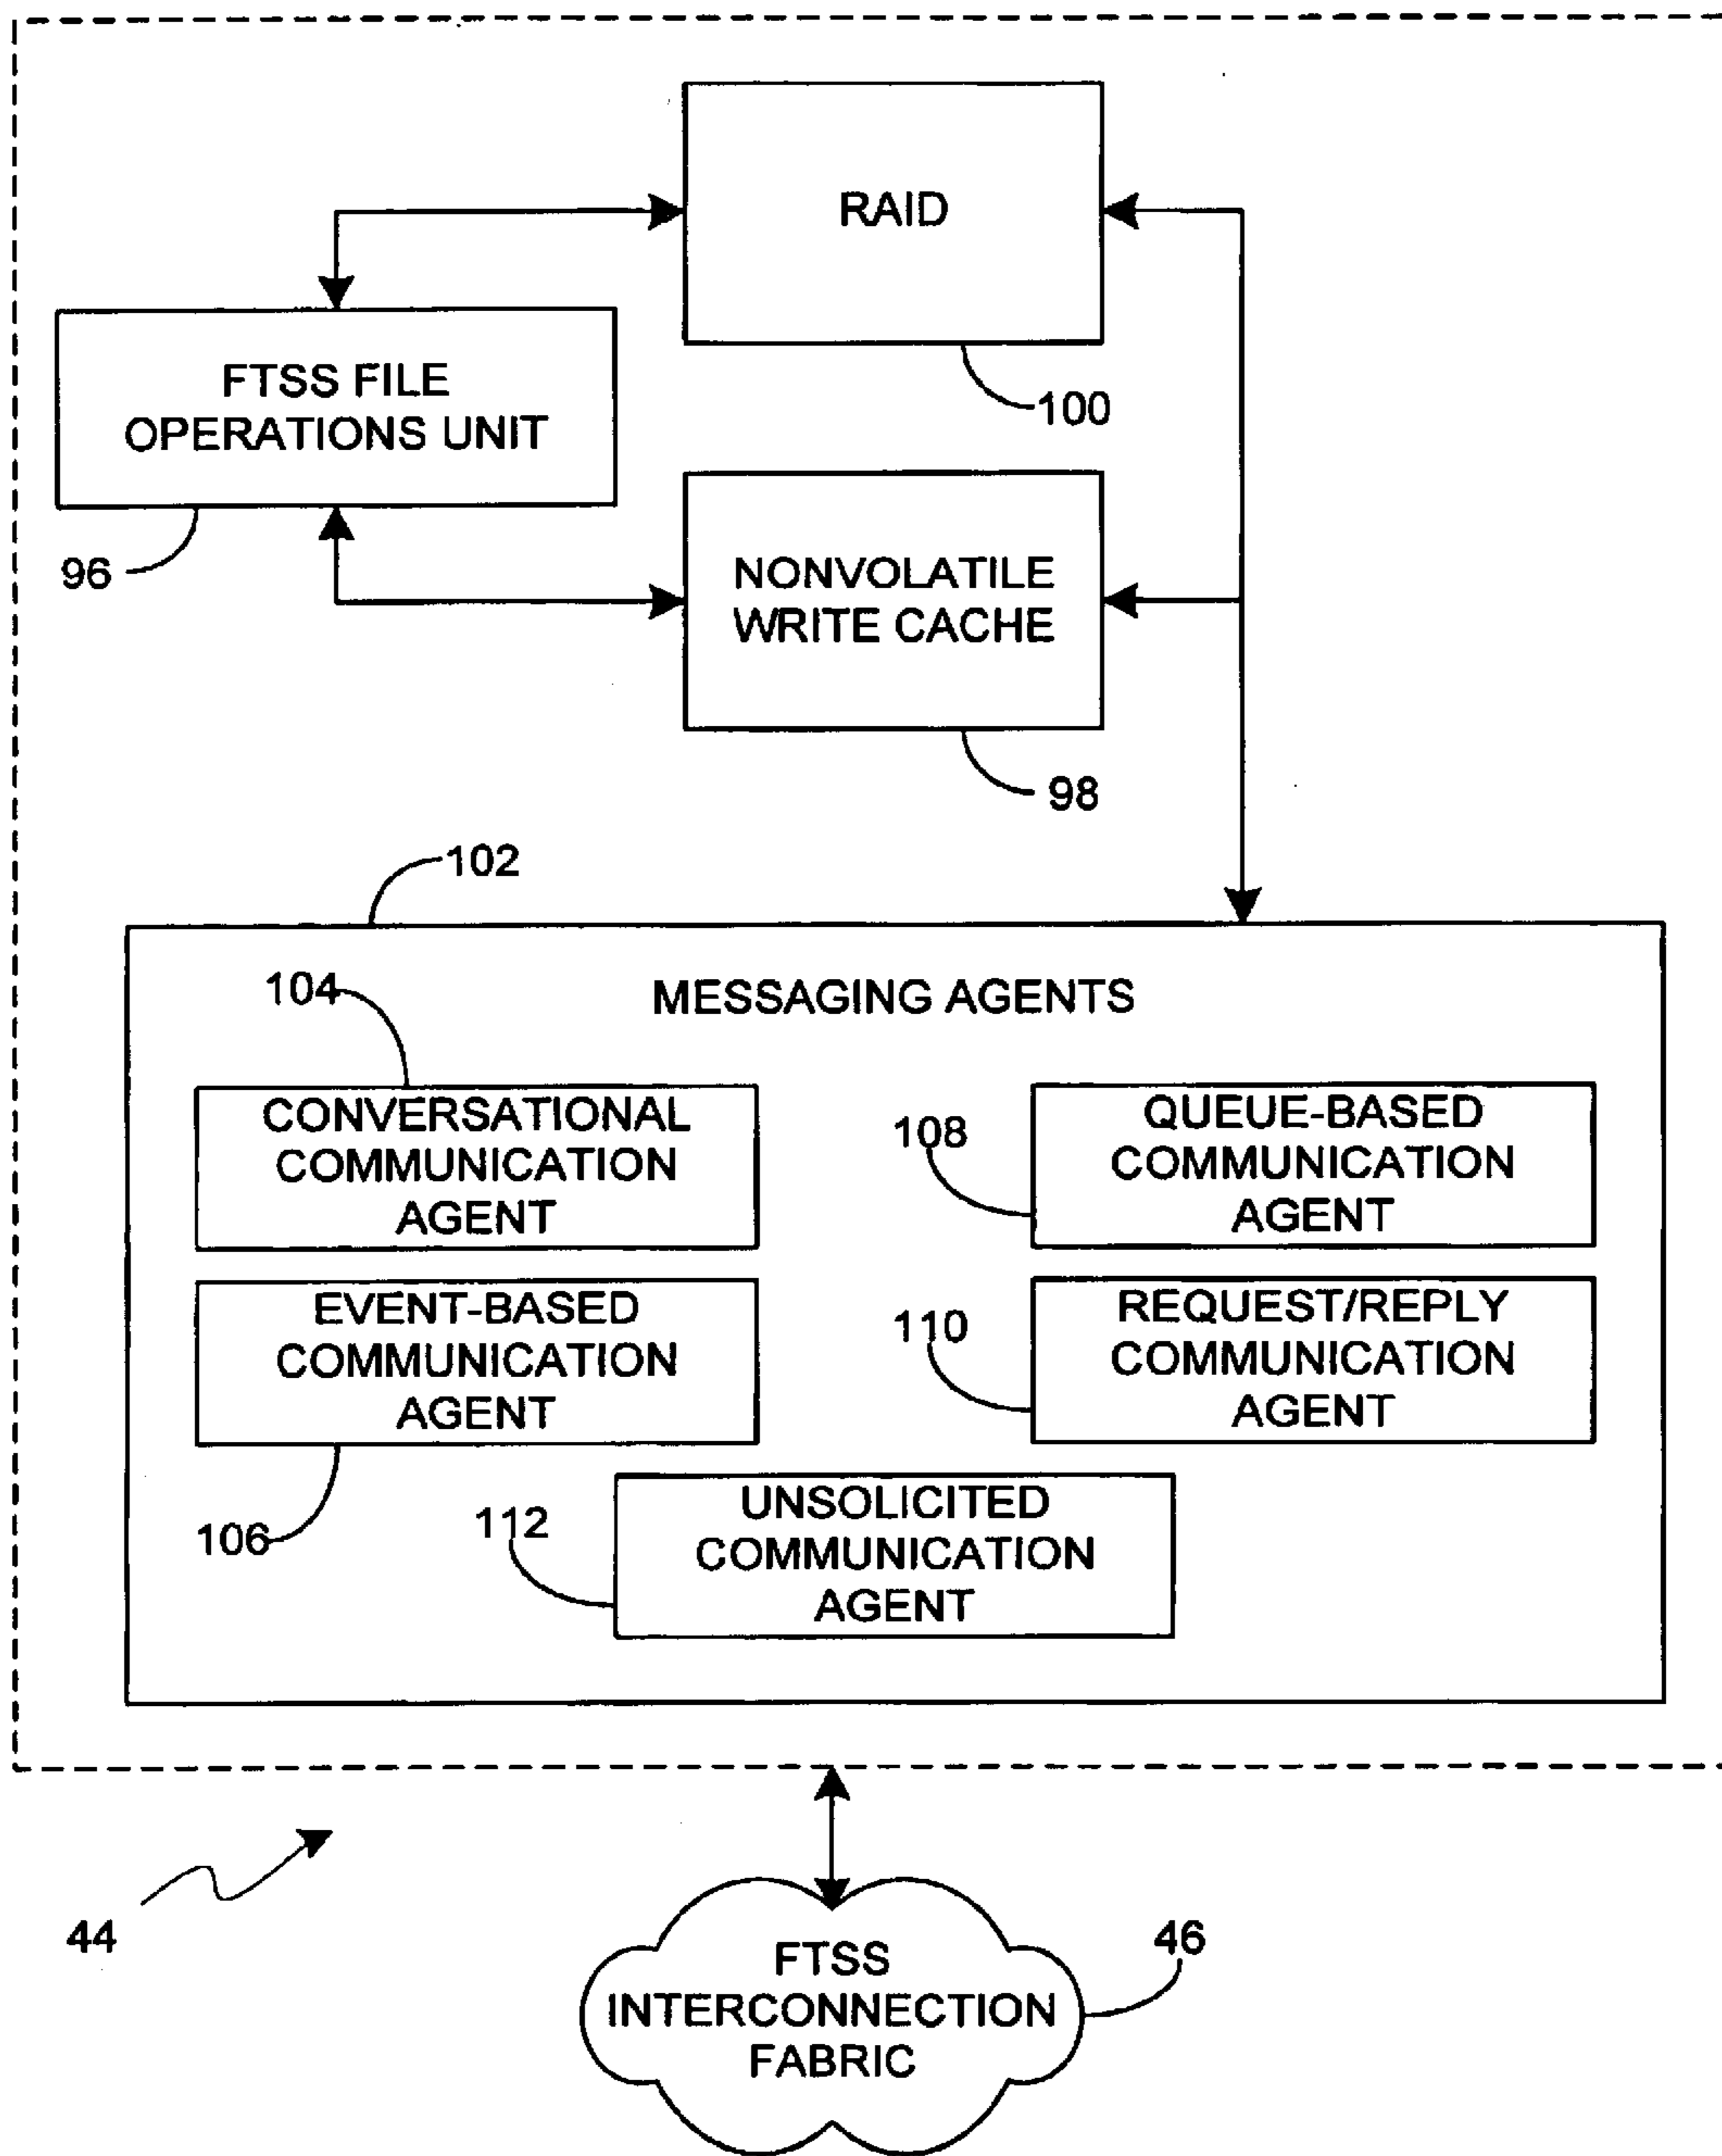 RAID
100
FTSS FILE
OPERATIONS UNIT
96
NONVOLATILE
WRITE CACHE
98
102
MESSAGING AGENTS
104
CONVERSATIONAL
COMMUNICATION
AGENT
108
QUEUE-BASED
COMMUNICATION
AGENT
EVENT-BASED
COMMUNICATION
AGENT
106
110
REQUEST/REPLY
COMMUNICATION
AGENT
112
UNSOLICITED
COMMUNICATION
AGENT
44
FTSS
INTERCONNECTION
FABRIC
46